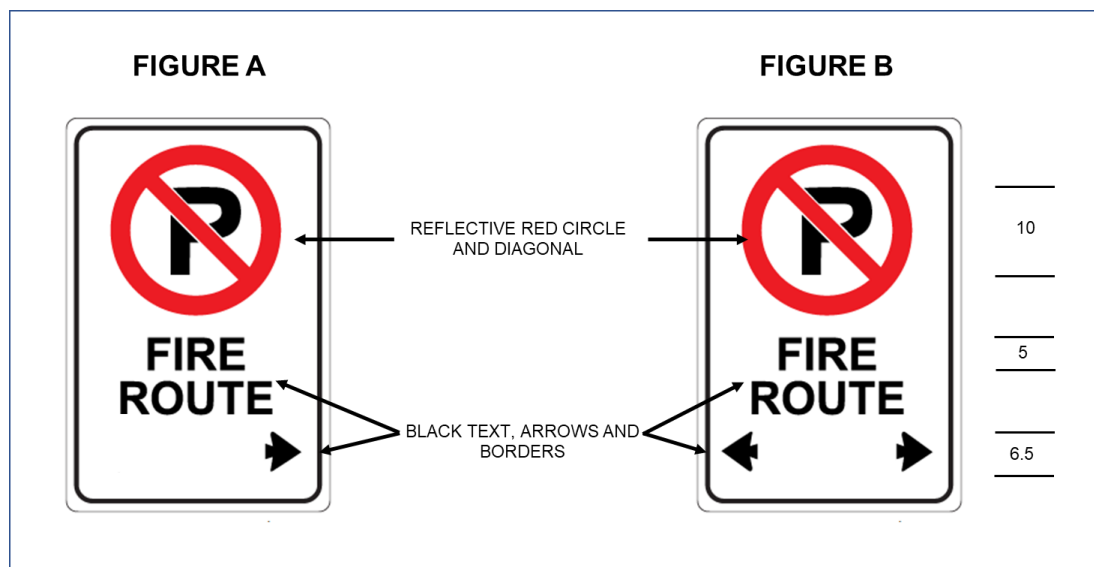 FIGURE A
FIGURE B
P
P
REFLECTIVE RED CIRCLE
AND DIAGONAL
10
FIRE
ROUTE
FIRE
ROUTE
5
BLACK TEXT, ARROWS AND
BORDERS
6.5